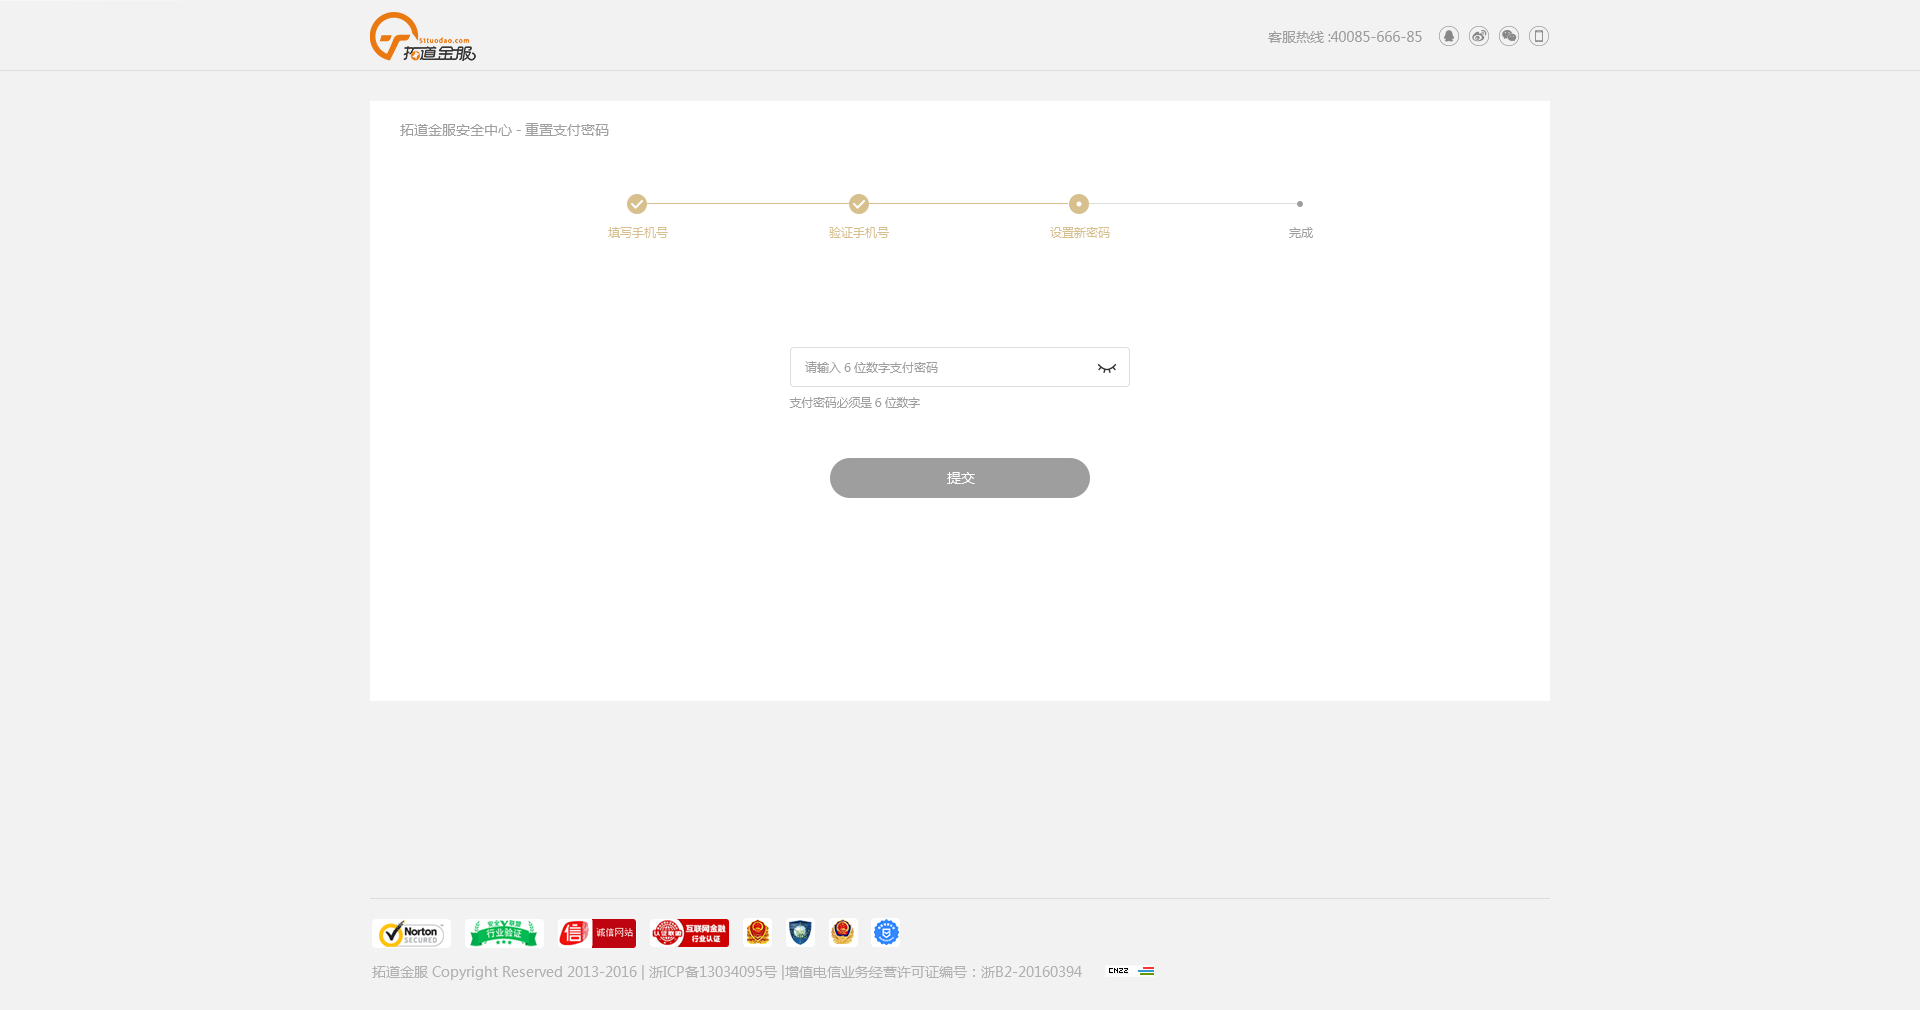 51tuodao.com
拓道金服
客服热线 :40085-666-85
拓道金服安全中心 - 重置支付密码
填写手机号
验证手机号
设置新密码
完成
请输入 6 位数字支付密码
支付密码必须是 6 位数字
提交
Norton
SECURED
安全联盟
行业验证
信 诚信网站
互联网金融
行业认证
拓道金服 Copyright Reserved 2013-2016 | 浙ICP备13034095号 |增值电信业务经营许可证编号：浙B2-20160394
CNZZ